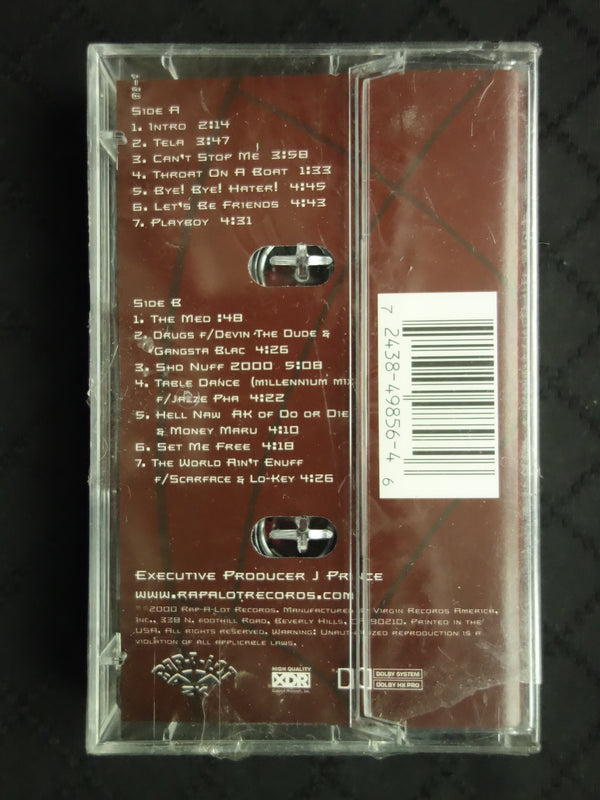 Side A
1. Intro 2:14
2. Tela 3:47
3. Can't Stop Me 3:58
4. Throat On A Boat 1:33
5. Bye! Bye! Hater! 4:45
6. Let's Be Friends 4:43
7. Playboy 4:31
Side B
1. The Med :48
2. Drugs f/Devin The Dude &
Gangsta Blac 4:26
3. Sho Nuff 2000 5:08
4. Table Dance (millennium mix
f/Jazze Pha 4:22
5. Hell Naw AK of Do or Die
& Money Maru 4:10
6. Set Me Free 4:18
7. The World Ain't Enuff
f/Scarface & Lo-Key 4:26
Executive Producer J Prince
www.rapalotrecords.com
©2000 Rap-A-Lot Records. Manufactured by Virgin Records America,
Inc., 338 N. Foothill Road, Beverly Hills, CA 90210. Printed in the
USA. All rights reserved. Warning: Unauthorized reproduction is a
violation of all applicable laws.
RAP-A-LOT
2K
HIGH QUALITY
XDR
DOLBY SYSTEM
DOLBY HX PRO
7 2438-49856-4 6